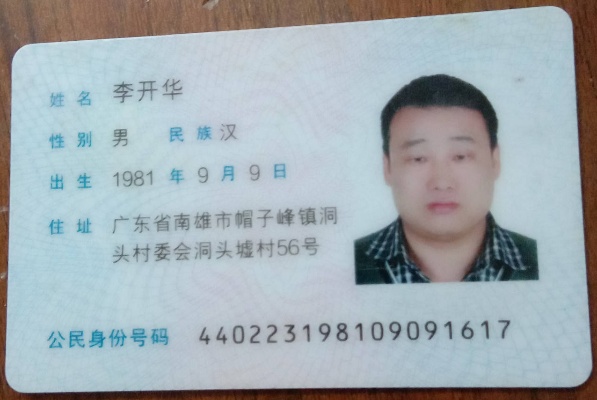 姓名 李开华
性别 男 民族 汉
出生 1981 年 9 月 9 日
住址 广东省南雄市帽子峰镇洞
头村委会洞头墟村56号
公民身份号码 440223198109091617